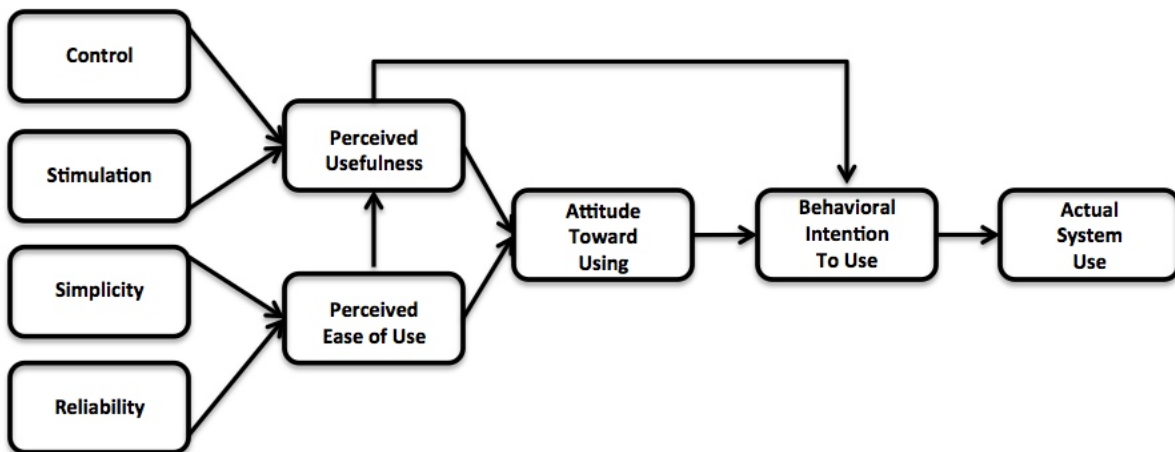 Control
Stimulation
Simplicity
Reliability
Perceived
Usefulness
Perceived
Ease of Use
Attitude
Toward
Using
Behavioral
Intention
To Use
Actual
System
Use